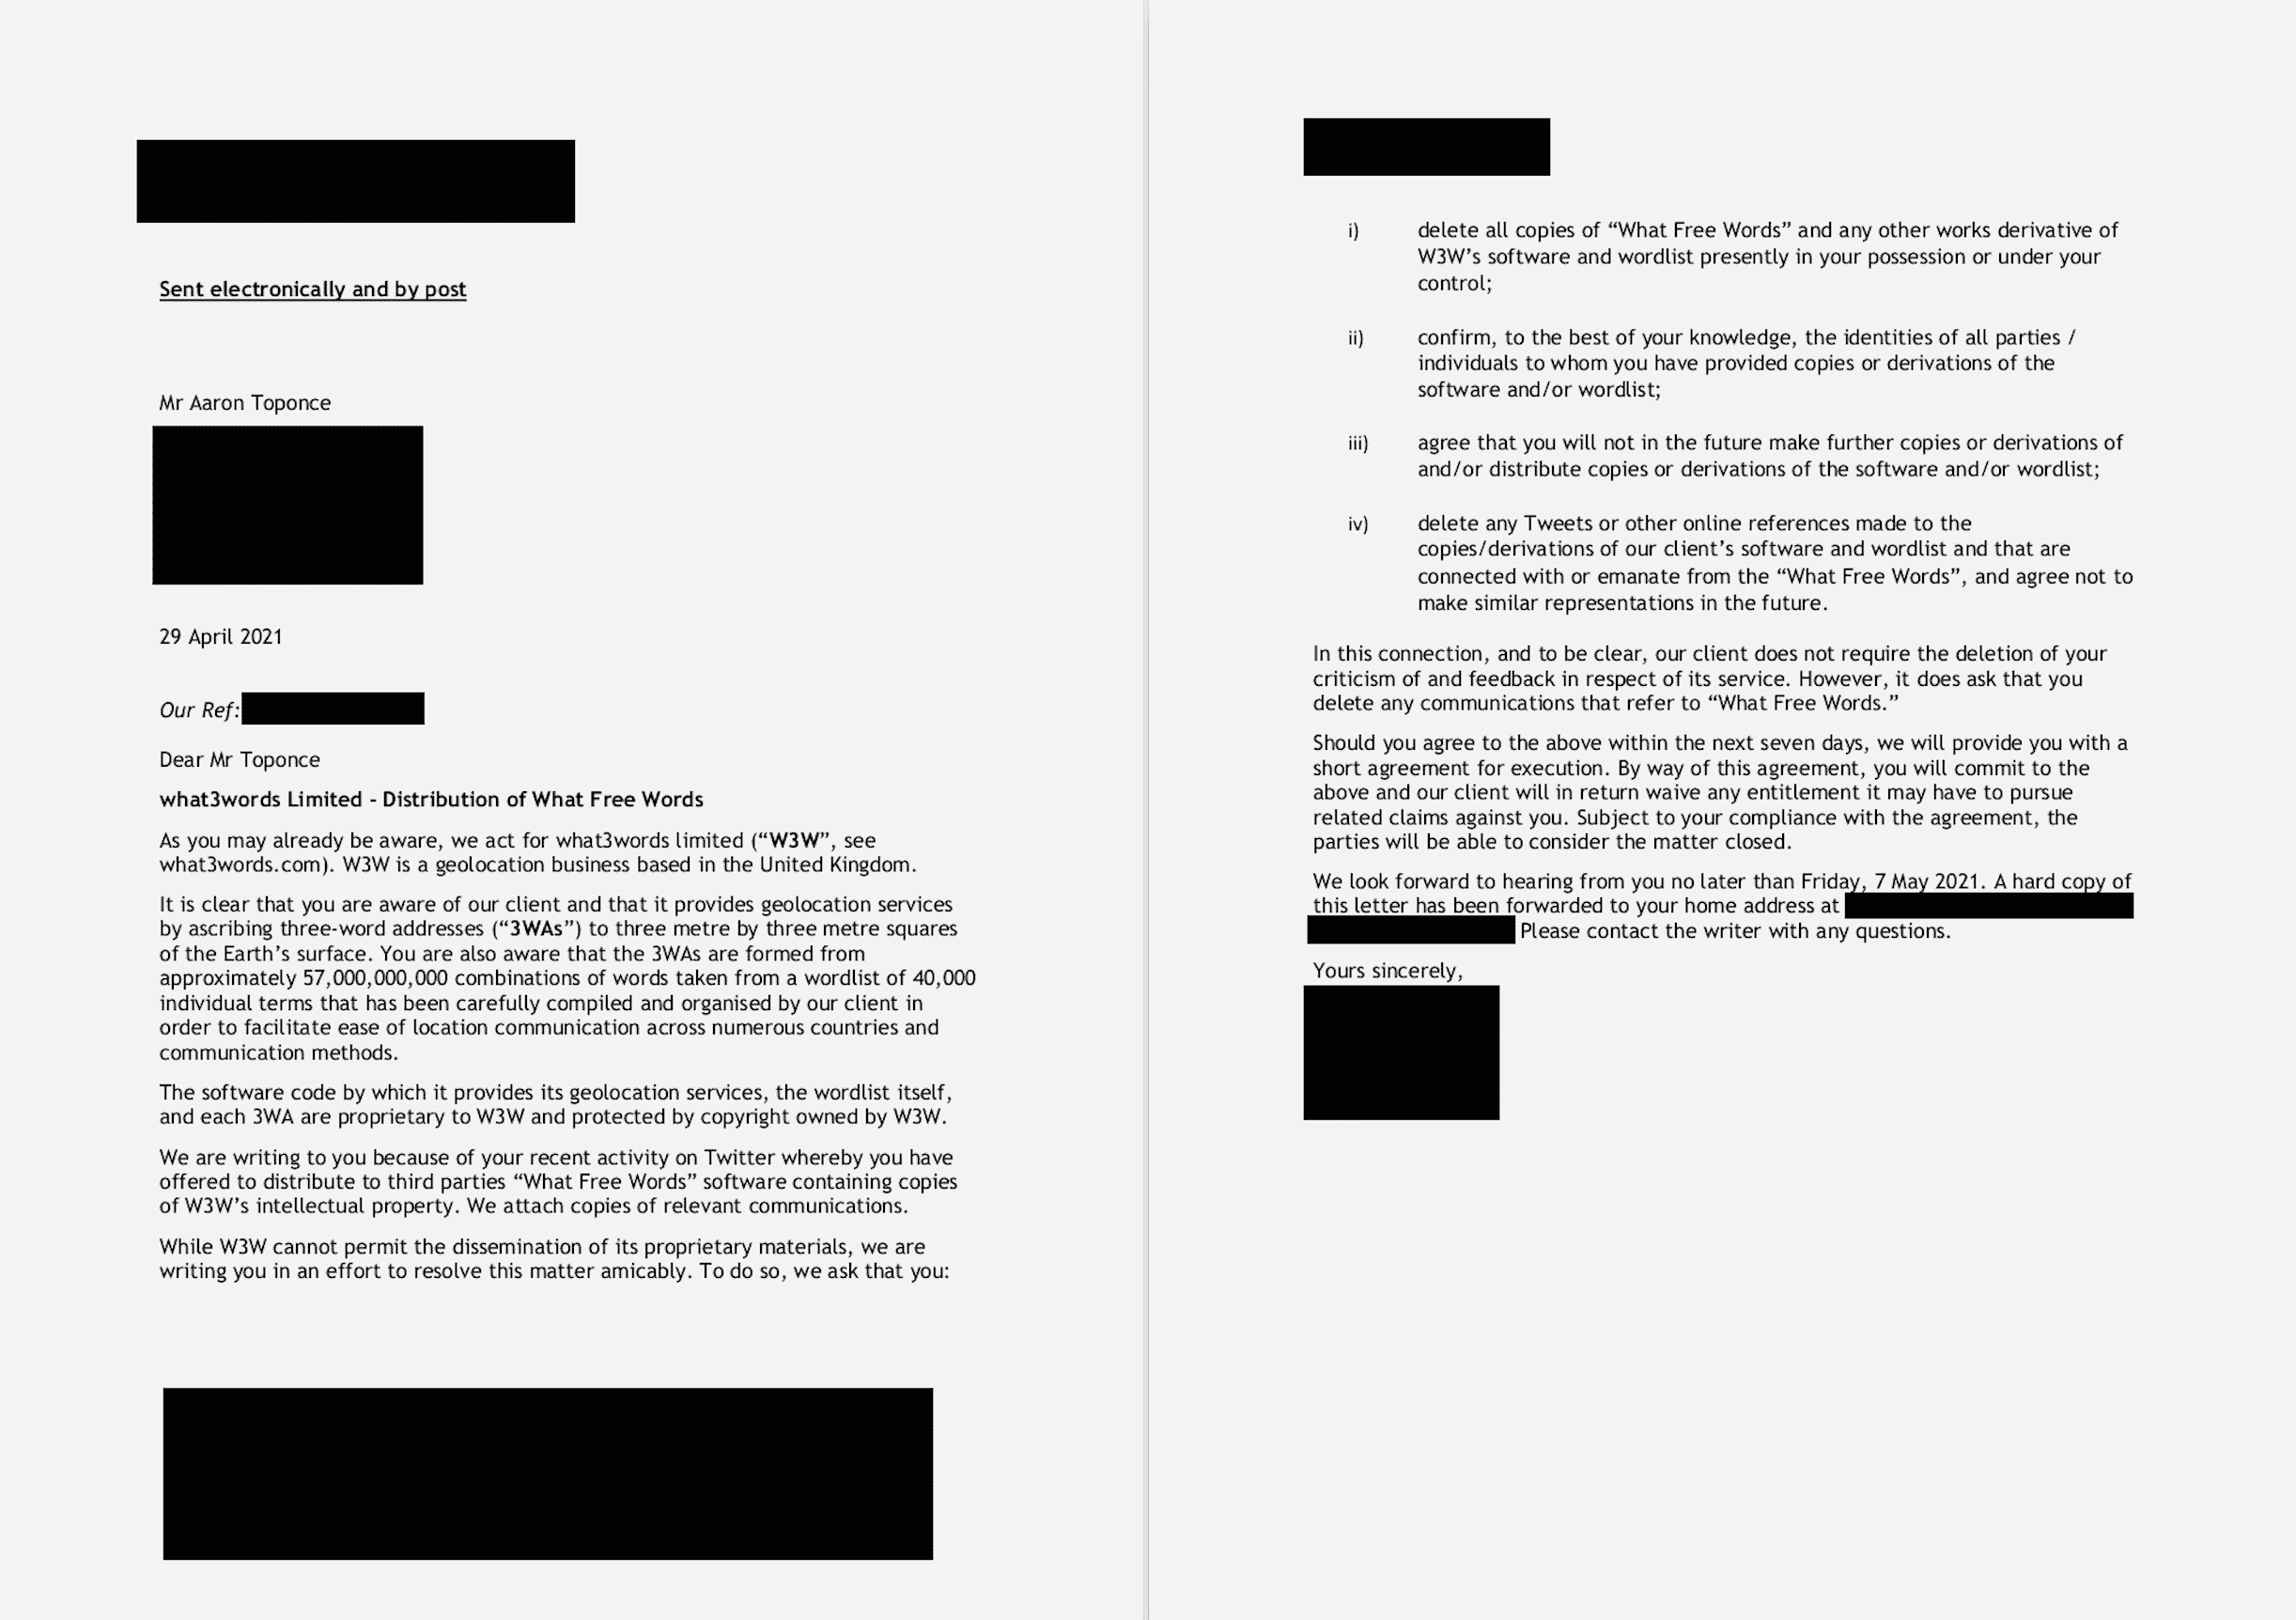 Sent electronically and by post
Mr Aaron Toponce
29 April 2021
Our Ref:
Dear Mr Toponce
what3words Limited - Distribution of What Free Words
As you may already be aware, we act for what3words limited (“W3W”, see
what3words.com). W3W is a geolocation business based in the United Kingdom.
It is clear that you are aware of our client and that it provides geolocation services
by ascribing three-word addresses (“3WAs”) to three metre by three metre squares
of the Earth’s surface. You are also aware that the 3WAs are formed from
approximately 57,000,000,000 combinations of words taken from a wordlist of 40,000
individual terms that has been carefully compiled and organised by our client in
order to facilitate ease of location communication across numerous countries and
communication methods.
The software code by which it provides its geolocation services, the wordlist itself,
and each 3WA are proprietary to W3W and protected by copyright owned by W3W.
We are writing to you because of your recent activity on Twitter whereby you have
offered to distribute to third parties “What Free Words” software containing copies
of W3W’s intellectual property. We attach copies of relevant communications.
While W3W cannot permit the dissemination of its proprietary materials, we are
writing you in an effort to resolve this matter amicably. To do so, we ask that you:
i) delete all copies of “What Free Words” and any other works derivative of
W3W’s software and wordlist presently in your possession or under your
control;
ii) confirm, to the best of your knowledge, the identities of all parties /
individuals to whom you have provided copies or derivations of the
software and/or wordlist;
iii) agree that you will not in the future make further copies or derivations of
and/or distribute copies or derivations of the software and/or wordlist;
iv) delete any Tweets or other online references made to the
copies/derivations of our client’s software and wordlist and that are
connected with or emanate from the “What Free Words”, and agree not to
make similar representations in the future.
In this connection, and to be clear, our client does not require the deletion of your
criticism of and feedback in respect of its service. However, it does ask that you
delete any communications that refer to “What Free Words.”
Should you agree to the above within the next seven days, we will provide you with a
short agreement for execution. By way of this agreement, you will commit to the
above and our client will in return waive any entitlement it may have to pursue
related claims against you. Subject to your compliance with the agreement, the
parties will be able to consider the matter closed.
We look forward to hearing from you no later than Friday, 7 May 2021. A hard copy of
this letter has been forwarded to your home address at
Please contact the writer with any questions.
Yours sincerely,